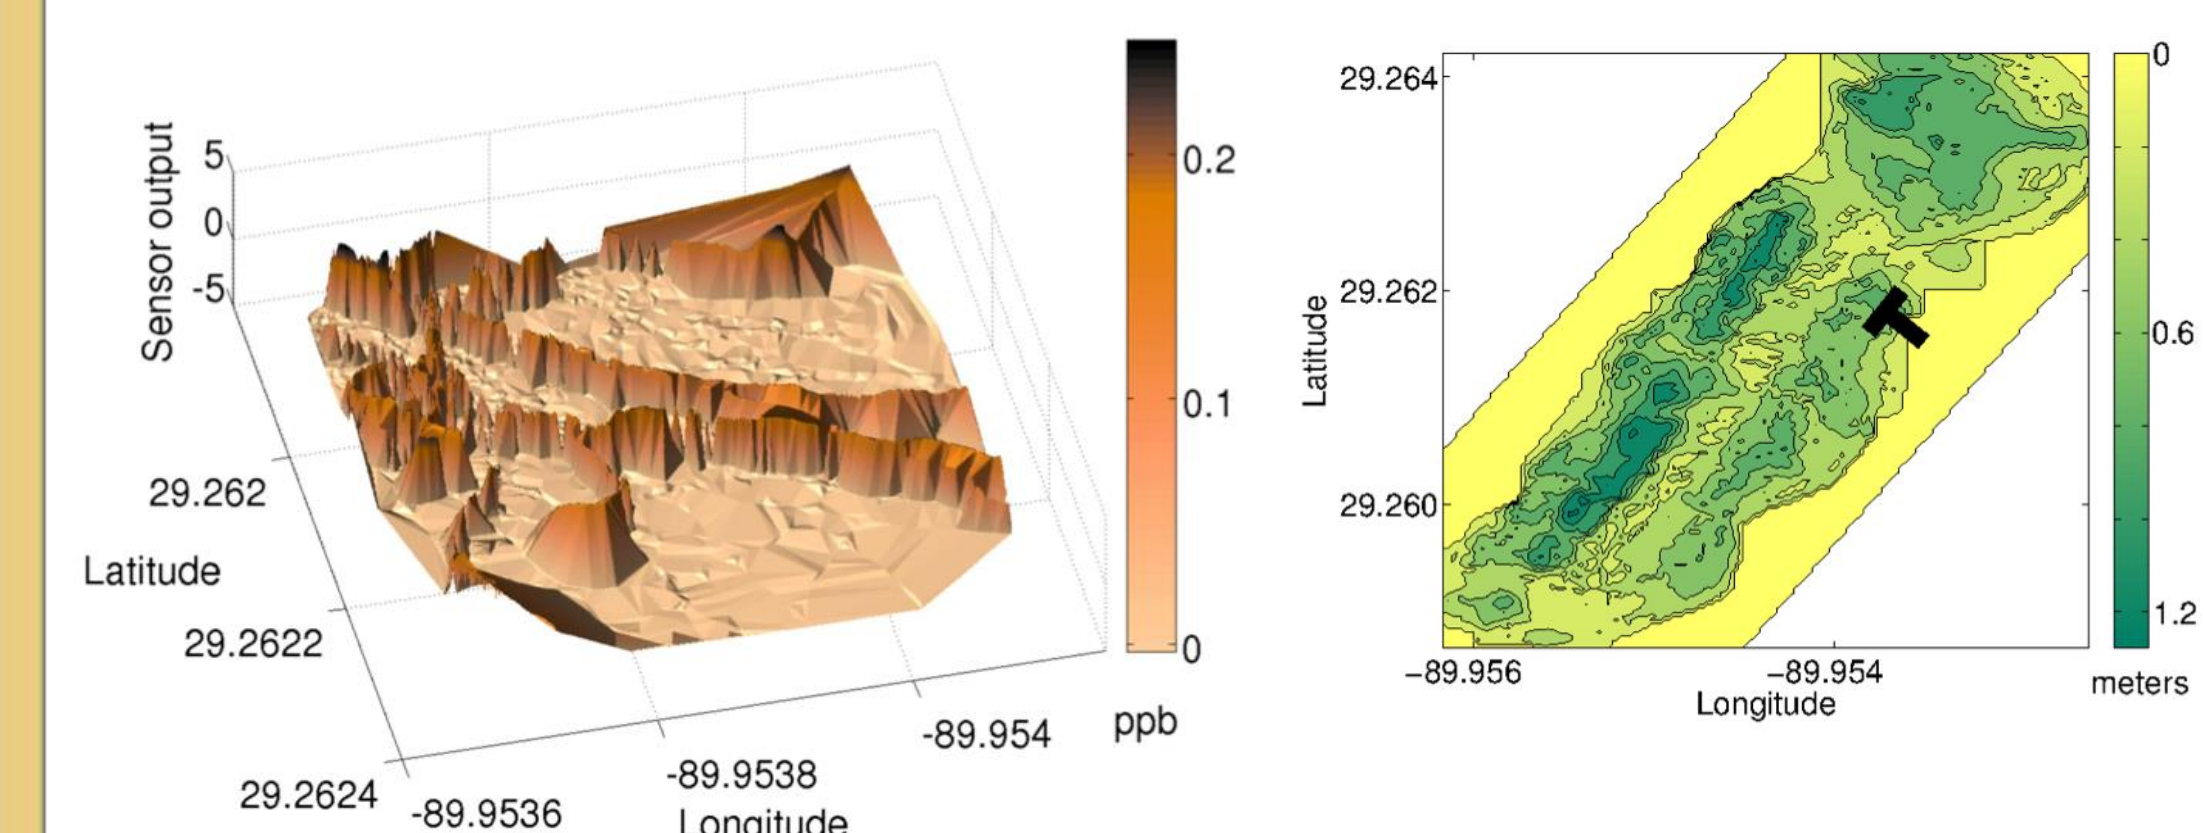 Sensor output
5
0
-5
29.262
Latitude
29.2622
29.2624
-89.9536
-89.9538
-89.954
Longitude
0.2
0.1
0
ppb
29.264
29.262
29.260
Latitude
−89.956
−89.954
Longitude
0
0.6
1.2
meters